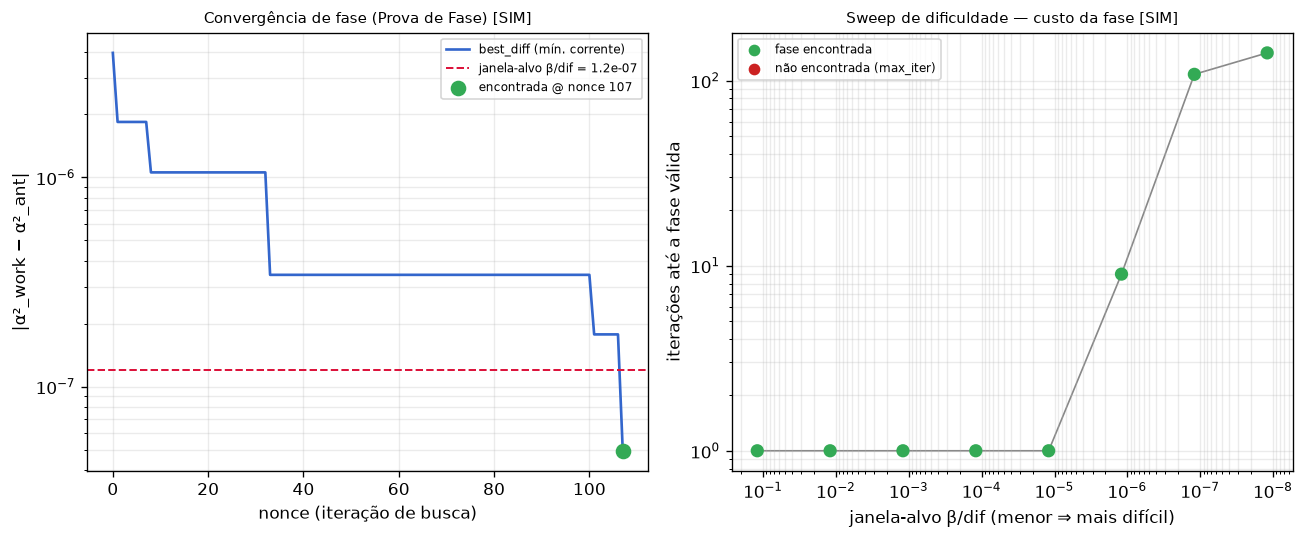 Convergência de fase (Prova de Fase) [SIM]
best_diff (mín. corrente)
janela-alvo β/dif = 1.2e-07
encontrada @ nonce 107
|α²_work − α²_ant|
10⁻⁶
10⁻⁷
0 20 40 60 80 100
nonce (iteração de busca)
Sweep de dificuldade — custo da fase [SIM]
fase encontrada
não encontrada (max_iter)
iterações até a fase válida
10²
10¹
10⁰
10⁻¹ 10⁻² 10⁻³ 10⁻⁴ 10⁻⁵ 10⁻⁶ 10⁻⁷ 10⁻⁸
janela-alvo β/dif (menor ⇒ mais difícil)